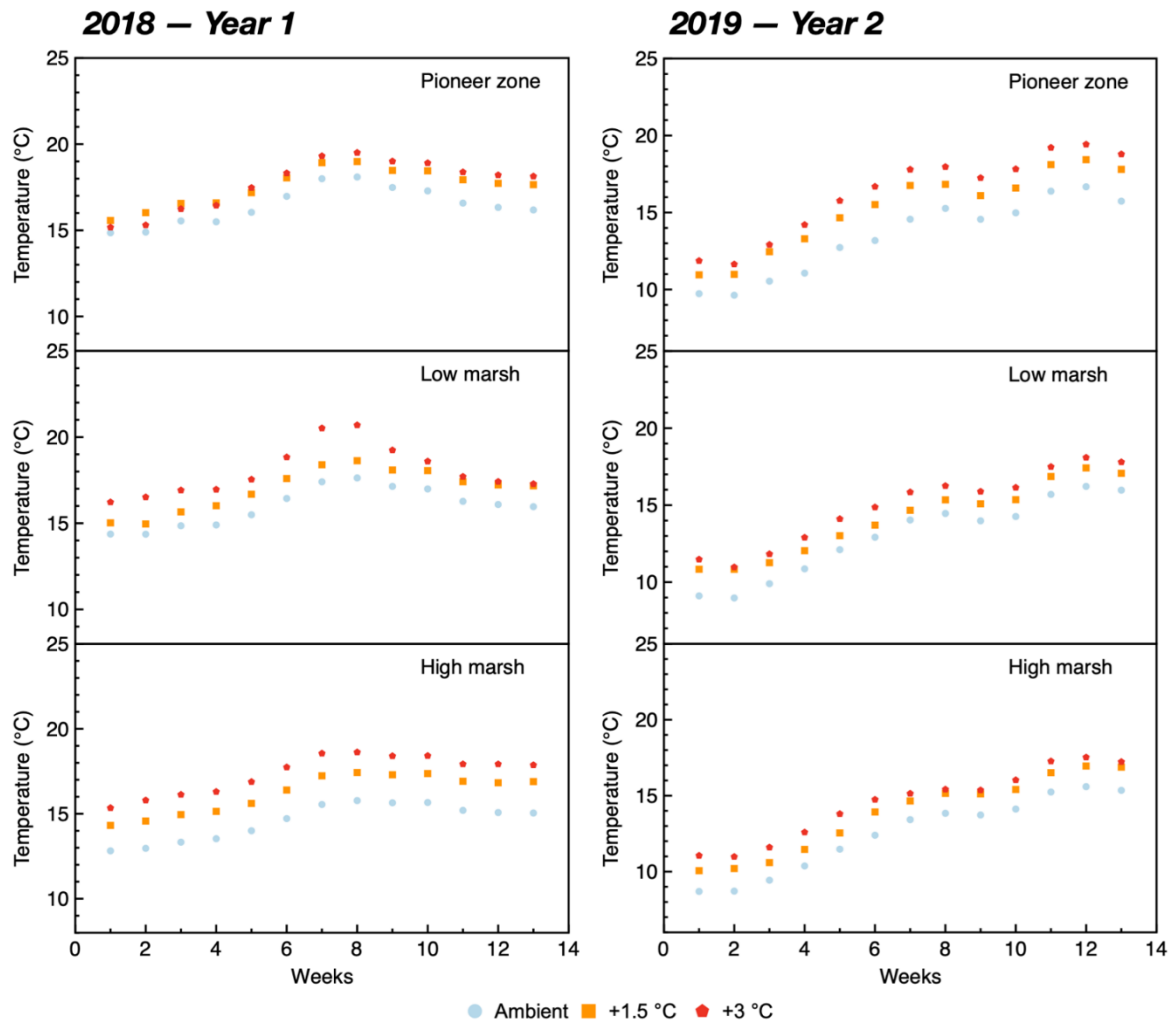 2018 — Year 1
2019 — Year 2
25
20
15
10
Temperature (°C)
Pioneer zone
25
20
15
10
Temperature (°C)
Low marsh
25
20
15
10
Temperature (°C)
High marsh
0 2 4 6 8 10 12 14
Weeks
25
20
15
10
Temperature (°C)
Pioneer zone
25
20
15
10
Temperature (°C)
Low marsh
25
20
15
10
Temperature (°C)
High marsh
0 2 4 6 8 10 12 14
Weeks
Ambient +1.5 °C +3 °C